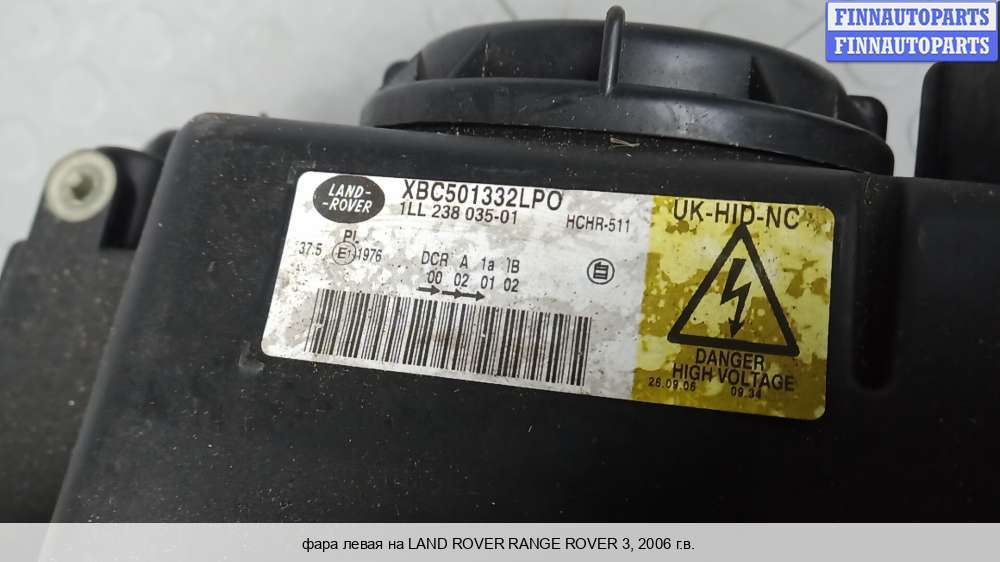 FINNAUTOPARTS
FINNAUTOPARTS
LAND-
-ROVER
XBC501332LPO
1LL 238 035-01
HCHR-511
UK-HID-NC
PL
37.5 E1 1976
DCR A 1a 1B
00 02 01 02
DANGER
HIGH VOLTAGE
26.09.06 09.34
фара левая на LAND ROVER RANGE ROVER 3, 2006 г.в.